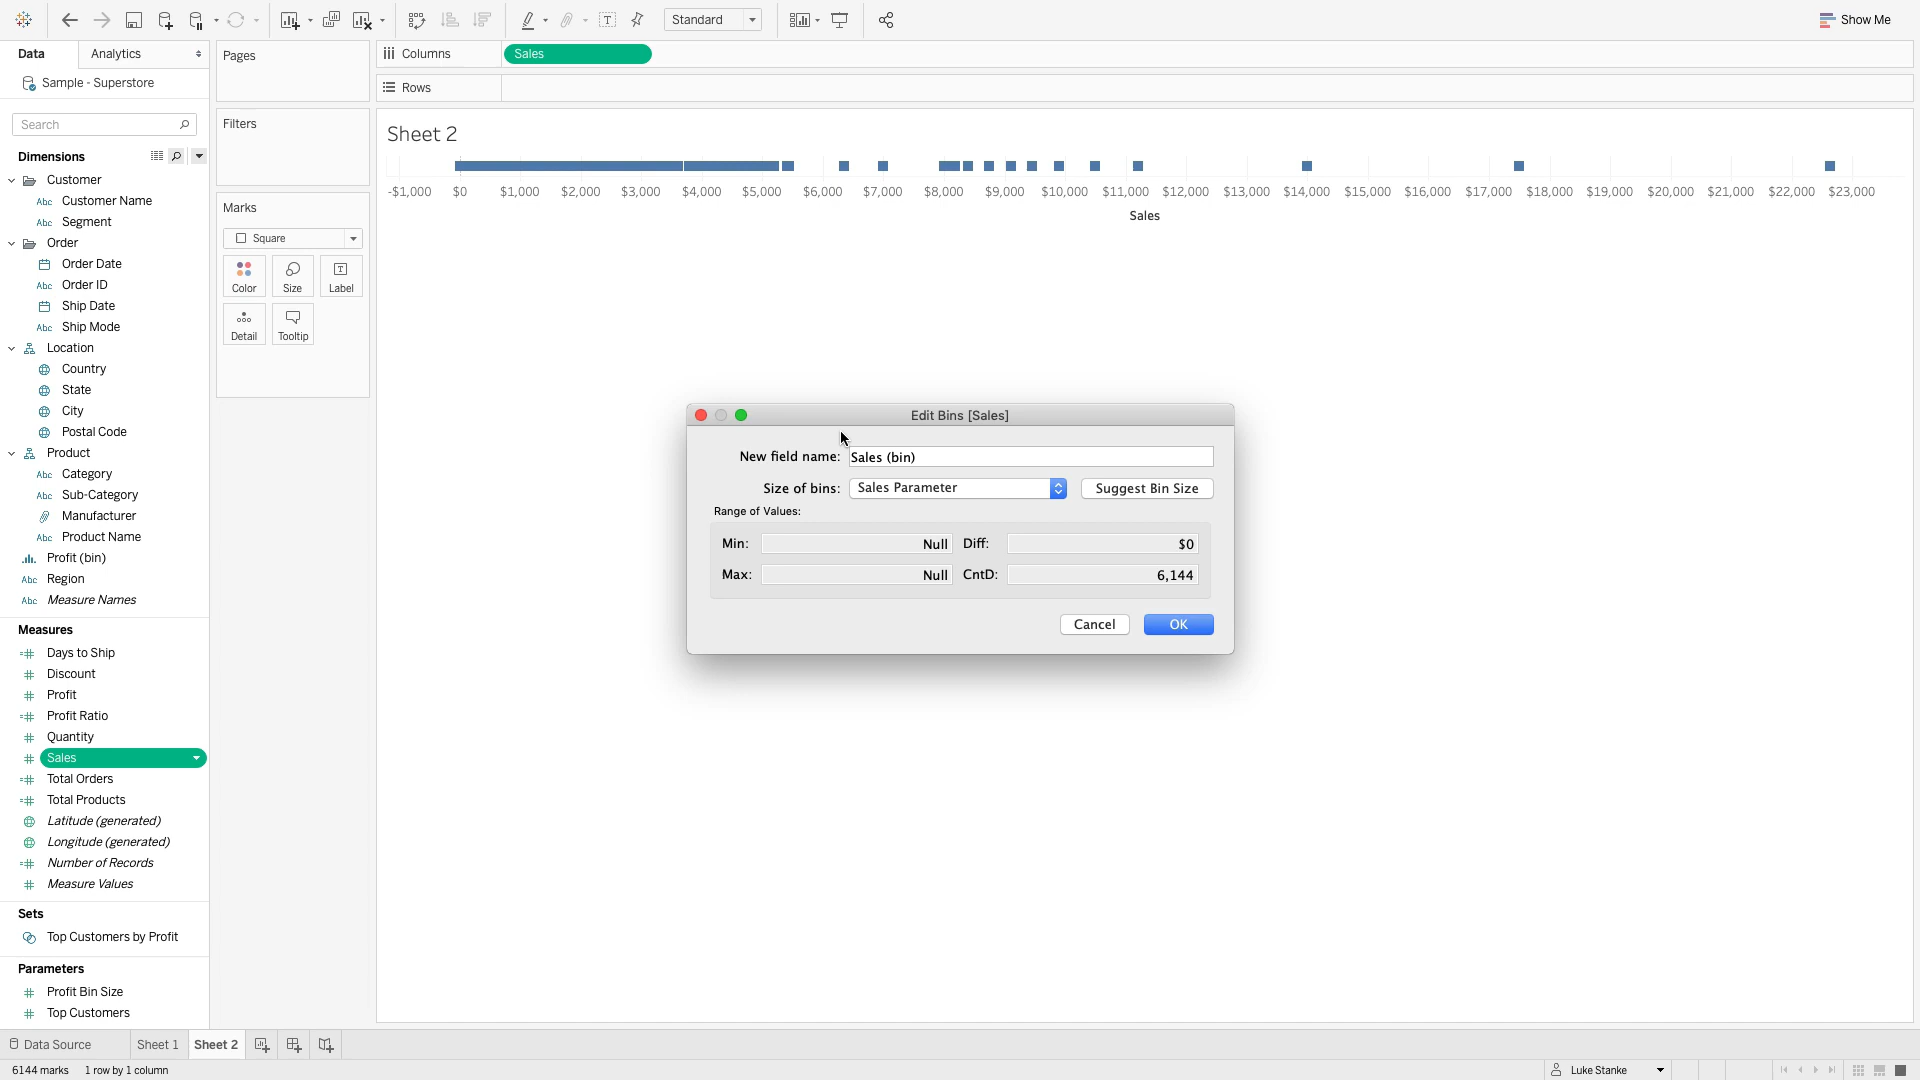 Standard
Show Me
Data
Analytics
Sample - Superstore
Search
Dimensions
Customer
Abc Customer Name
Abc Segment
Order
Order Date
Abc Order ID
Ship Date
Abc Ship Mode
Location
Country
State
City
Postal Code
Product
Abc Category
Abc Sub-Category
Manufacturer
Abc Product Name
Profit (bin)
Abc Region
Abc Measure Names
Measures
Days to Ship
Discount
Profit
Profit Ratio
Quantity
Sales
Total Orders
Total Products
Latitude (generated)
Longitude (generated)
Number of Records
Measure Values
Sets
Top Customers by Profit
Parameters
Profit Bin Size
Top Customers
Pages
Filters
Marks
Square
Color
Size
Label
Detail
Tooltip
Columns
Sales
Rows
Sheet 2
-$1,000 $0 $1,000 $2,000 $3,000 $4,000 $5,000 $6,000 $7,000 $8,000 $9,000 $10,000 $11,000 $12,000 $13,000 $14,000 $15,000 $16,000 $17,000 $18,000 $19,000 $20,000 $21,000 $22,000 $23,000
Sales
Edit Bins [Sales]
New field name: Sales (bin)
Size of bins: Sales Parameter
Suggest Bin Size
Range of Values:
Min: Null Diff: $0
Max: Null CntD: 6,144
Cancel
OK
Data Source
Sheet 1
Sheet 2
6144 marks
1 row by 1 column
Luke Stanke